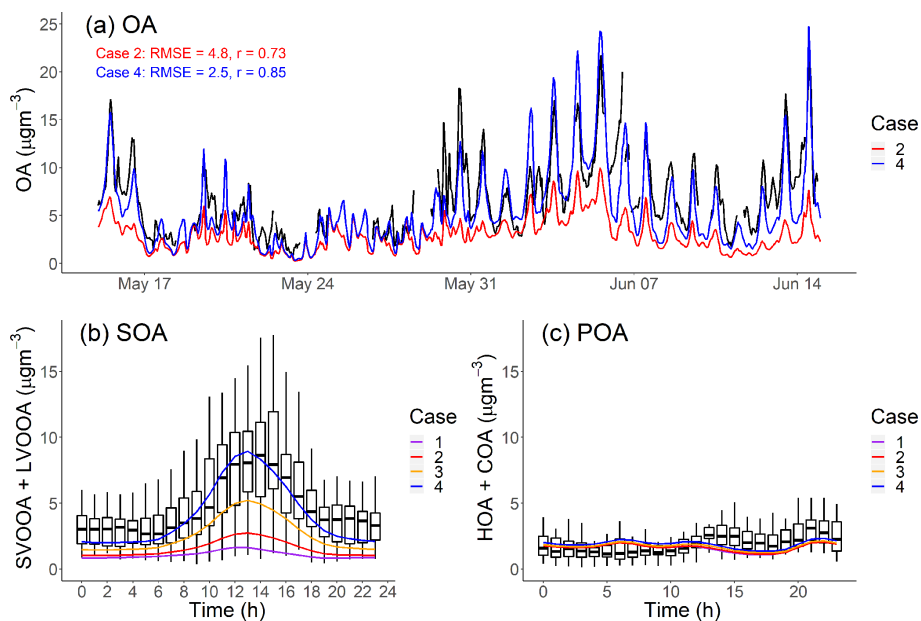 (a) OA
Case 2: RMSE = 4.8, r = 0.73
Case 4: RMSE = 2.5, r = 0.85
OA (μgm⁻³)
25
20
15
10
5
0
May 17
May 24
May 31
Jun 07
Jun 14
Case
2
4
(b) SOA
SVOOA + LVOOA (μgm⁻³)
15
10
5
0
0 2 4 6 8 10 12 14 16 18 20 22 24
Time (h)
Case
1
2
3
4
(c) POA
HOA + COA (μgm⁻³)
15
10
5
0
0 5 10 15 20
Time (h)
Case
1
2
3
4